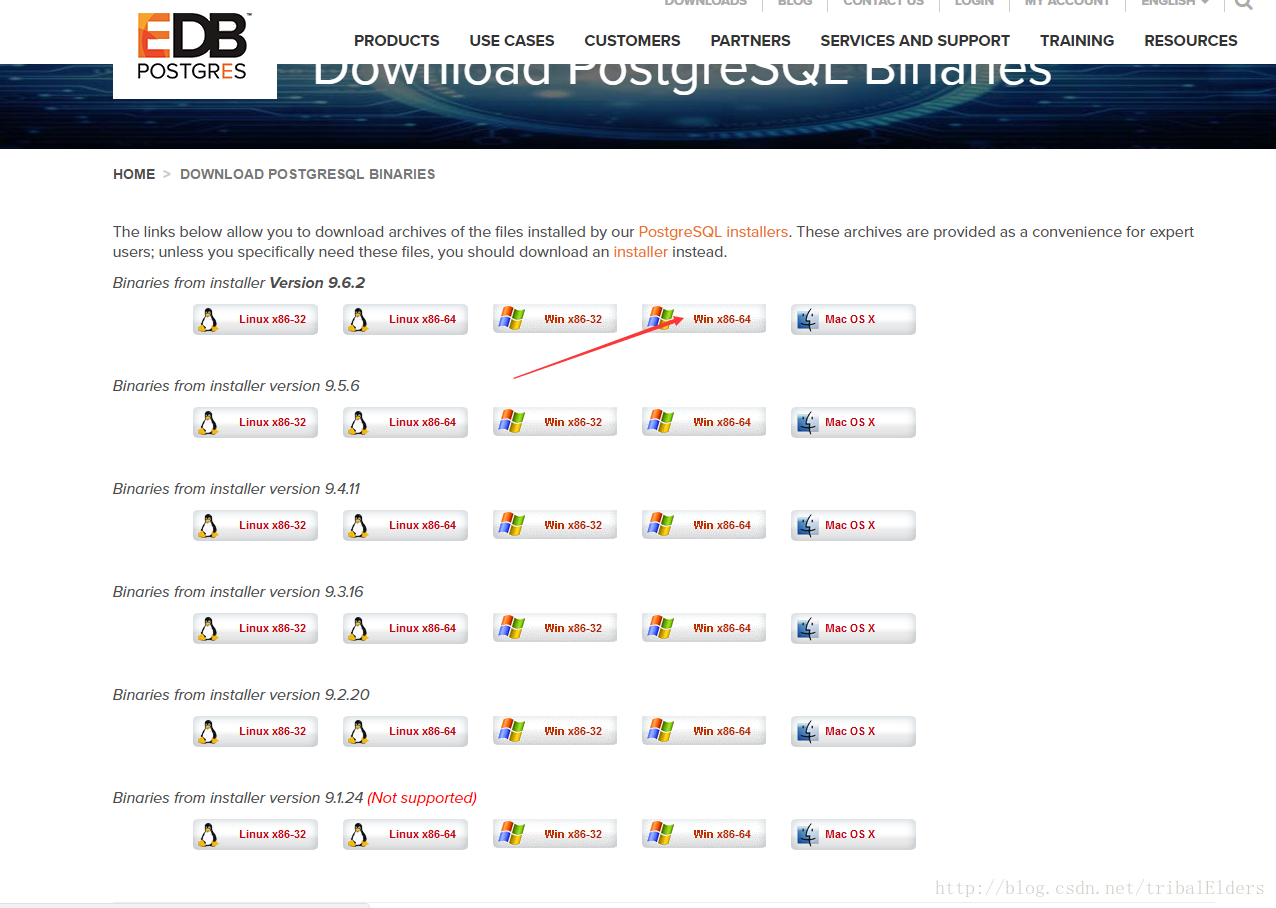 DOWNLOADS BLOG CONTACT US LOGIN MY ACCOUNT ENGLISH
EDB™
POSTGRES
PRODUCTS USE CASES CUSTOMERS PARTNERS SERVICES AND SUPPORT TRAINING RESOURCES
Download PostgreSQL Binaries
HOME > DOWNLOAD POSTGRESQL BINARIES
The links below allow you to download archives of the files installed by our PostgreSQL installers. These archives are provided as a convenience for expert
users; unless you specifically need these files, you should download an installer instead.
Binaries from installer Version 9.6.2
Linux x86-32 Linux x86-64 Win x86-32 Win x86-64 Mac OS X
Binaries from installer version 9.5.6
Linux x86-32 Linux x86-64 Win x86-32 Win x86-64 Mac OS X
Binaries from installer version 9.4.11
Linux x86-32 Linux x86-64 Win x86-32 Win x86-64 Mac OS X
Binaries from installer version 9.3.16
Linux x86-32 Linux x86-64 Win x86-32 Win x86-64 Mac OS X
Binaries from installer version 9.2.20
Linux x86-32 Linux x86-64 Win x86-32 Win x86-64 Mac OS X
Binaries from installer version 9.1.24 (Not supported)
Linux x86-32 Linux x86-64 Win x86-32 Win x86-64 Mac OS X
http://blog.csdn.net/tribalElders